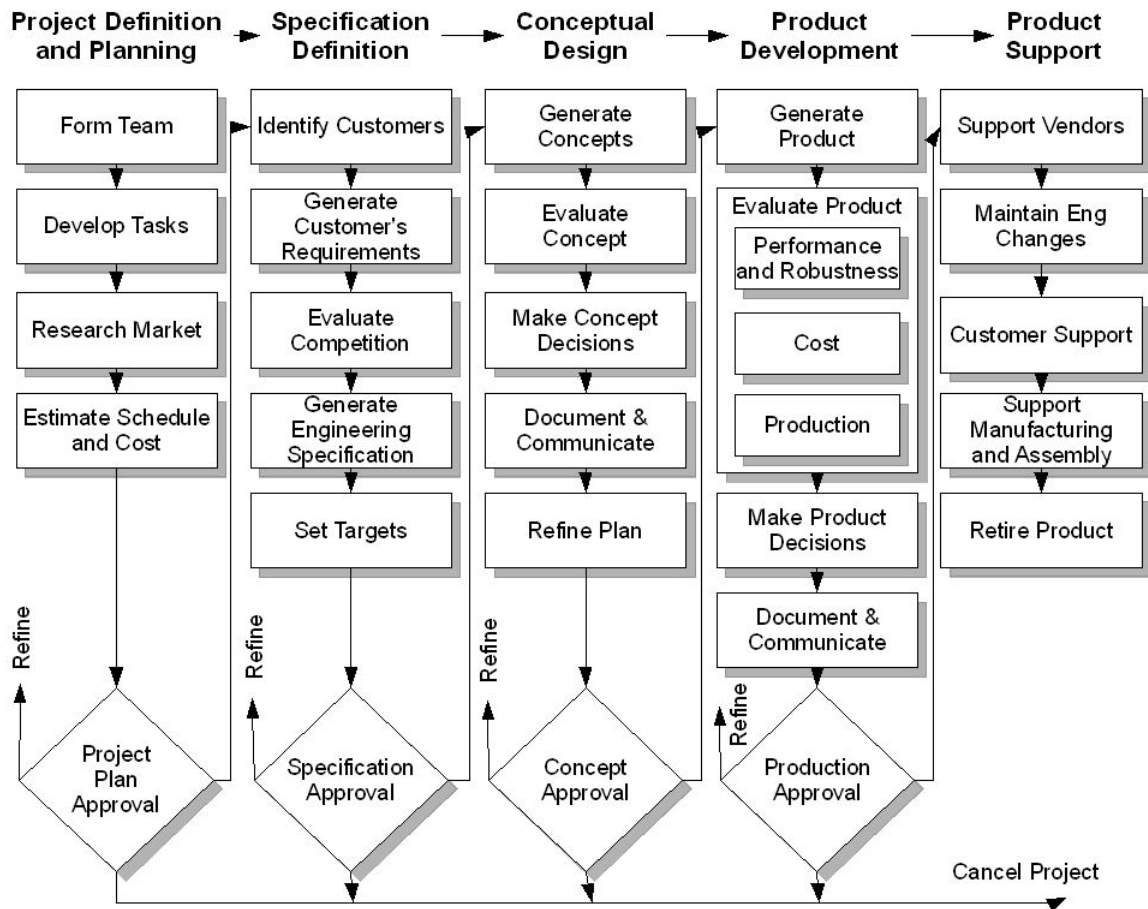 Project Definition
and Planning
Specification
Definition
Conceptual
Design
Product
Development
Product
Support
Form Team
Develop Tasks
Research Market
Estimate Schedule
and Cost
Refine
Project
Plan
Approval
Identify Customers
Generate
Customer's
Requirements
Evaluate
Competition
Generate
Engineering
Specification
Set Targets
Refine
Specification
Approval
Generate
Concepts
Evaluate
Concept
Make Concept
Decisions
Document &
Communicate
Refine Plan
Refine
Concept
Approval
Generate
Product
Evaluate Product
Performance
and Robustness
Cost
Production
Make Product
Decisions
Document &
Communicate
Refine
Production
Approval
Support Vendors
Maintain Eng
Changes
Customer Support
Support
Manufacturing
and Assembly
Retire Product
Cancel Project